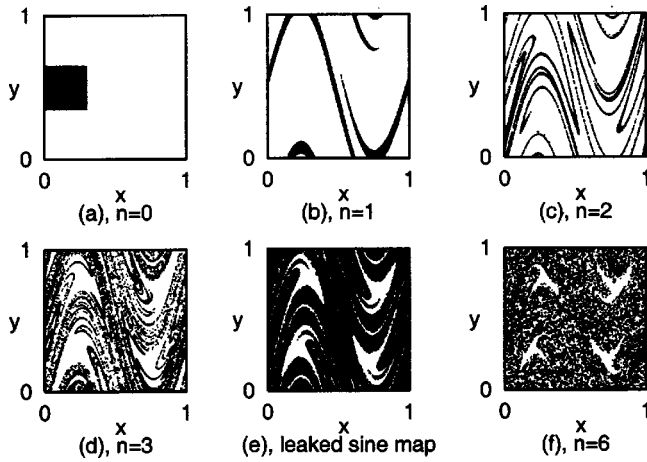 1
y
0
0 x 1
(a), n=0
1
y
0
0 x 1
(b), n=1
1
y
0
0 x 1
(c), n=2
1
y
0
0 x 1
(d), n=3
1
y
0
0 x 1
(e), leaked sine map
1
y
0
0 x 1
(f), n=6